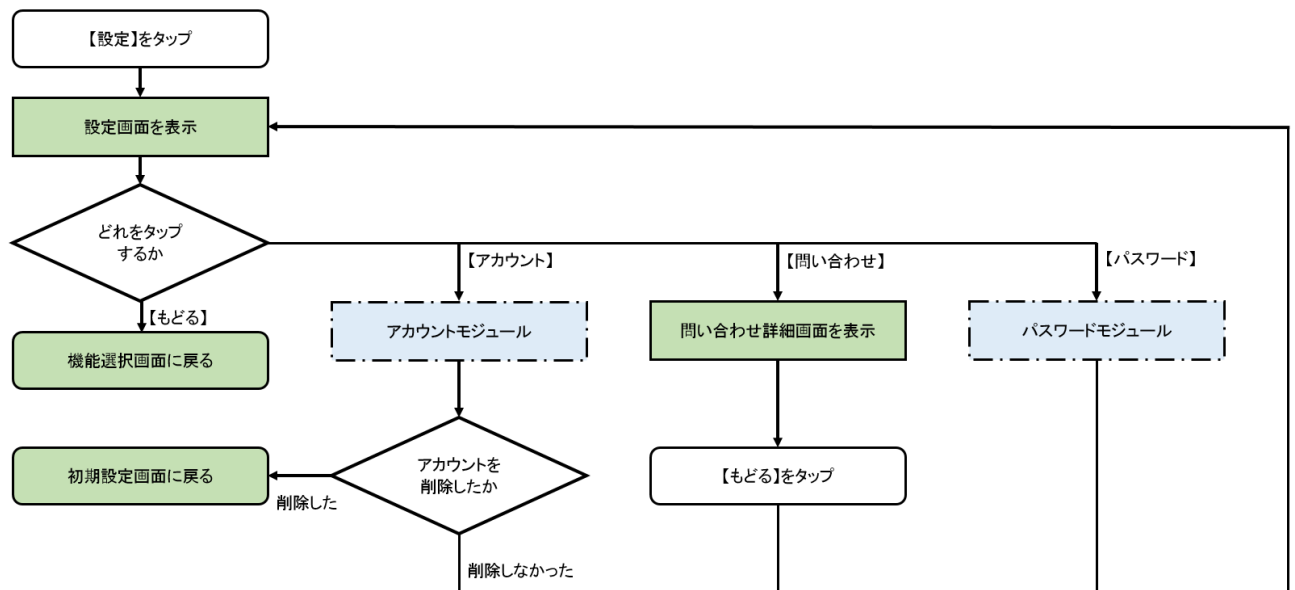 【設定】をタップ
設定画面を表示
どれをタップ
するか
【アカウント】
【問い合わせ】
【パスワード】
【もどる】
アカウントモジュール
問い合わせ詳細画面を表示
パスワードモジュール
機能選択画面に戻る
初期設定画面に戻る
削除した
アカウントを
削除したか
【もどる】をタップ
削除しなかった